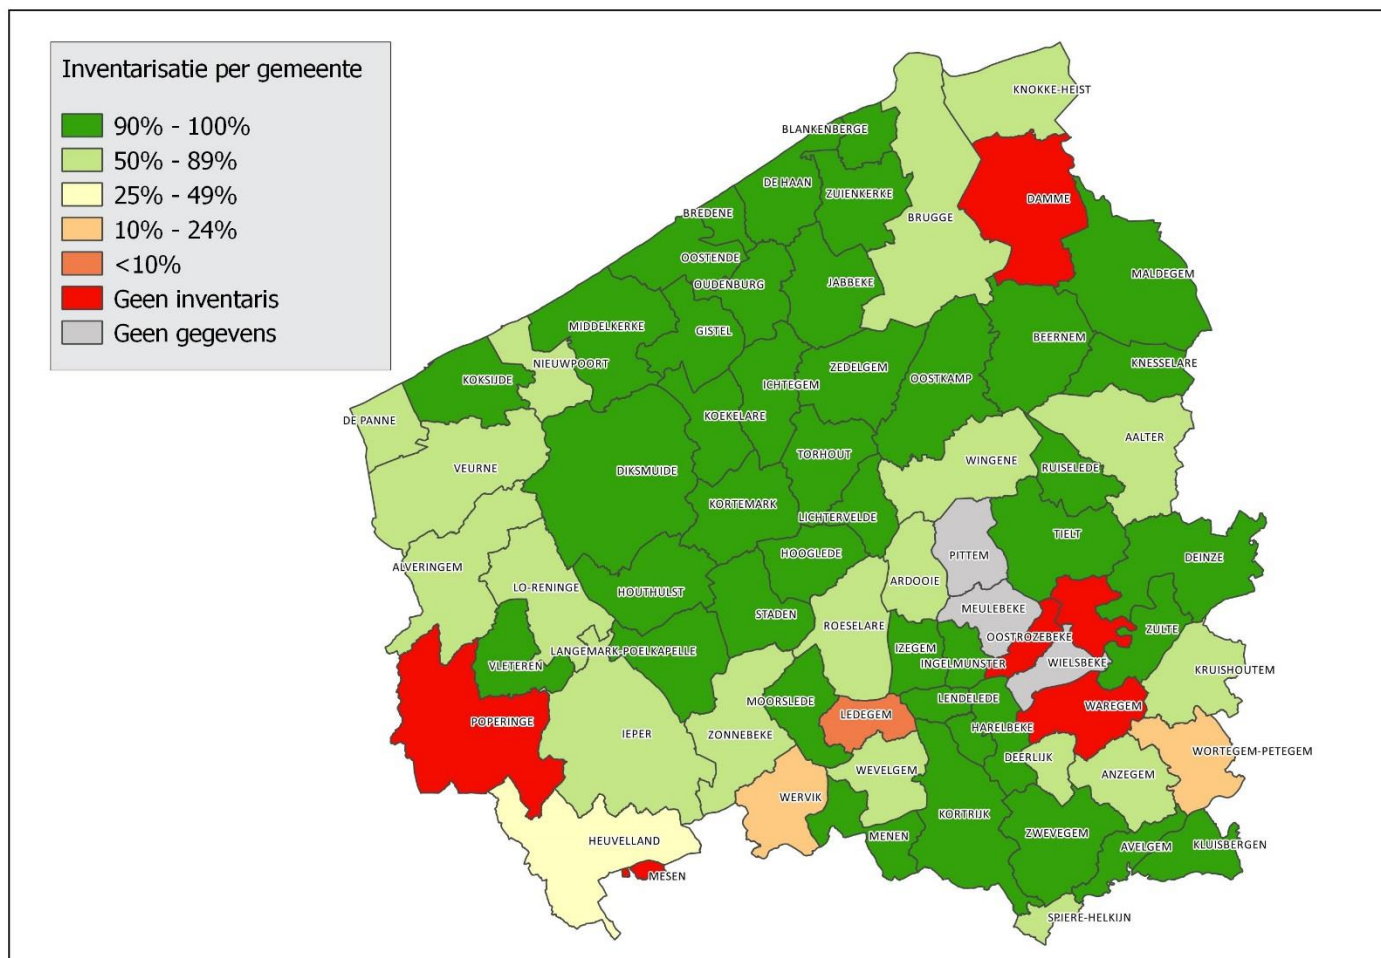 Inventarisatie per gemeente
90% - 100%
50% - 89%
25% - 49%
10% - 24%
<10%
Geen inventaris
Geen gegevens
KNOKKE-HEIST
BLANKENBERGE
DE HAAN
ZUIENKERKE
DAMME
BREDENE
BRUGGE
OOSTENDE
OUDENBURG
JABBEKE
MALDEGEM
MIDDELKERKE
GISTEL
BEERNEM
NIEUWPOORT
ZEDELGEM
OOSTKAMP
KNESSELARE
KOKSIJDE
ICHTEGEM
DE PANNE
KOEKELARE
AALTER
VEURNE
DIKSMUIDE
TORHOUT
WINGENE
RUISELEDE
KORTEMARK
LICHTERVELDE
TIELT
HOOGLEDE
PITTEM
DEINZE
ALVERINGEM
LO-RENINGE
HOUTHULST
ARDOOIE
STADEN
MEULEBEKE
ROESELARE
OOSTROZEBEKE
ZULTE
LANGEMARK-POELKAPELLE
IZEGEM
VLETEREN
INGELMUNSTER
WIELSBEKE
KRUISHOUTEM
MOORSLEDE
LENDELEDE
WAREGEM
POPERINGE
LEDEGEM
HARELBEKE
IEPER
ZONNEBEKE
WORTEGEM-PETEGEM
DEERLIJK
WEVELGEM
ANZEGEM
WERVIK
KORTRIJK
ZWEVEGEM
MENEN
HEUVELLAND
AVELGEM
KLUISBERGEN
MESEN
SPIERE-HELKIJN